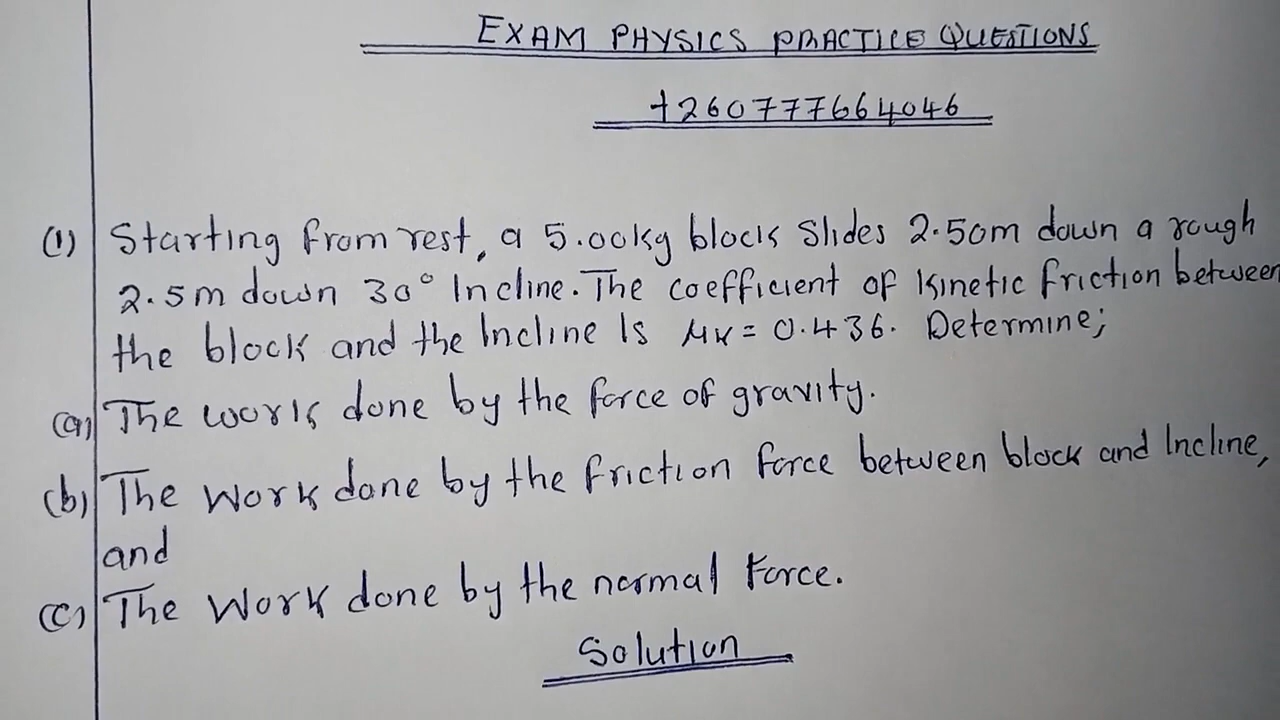 EXAM PHYSICS PRACTICE QUESTIONS
+260777664046
(1) Starting from rest, a 5.00kg block slides 2.50m down a rough
2.5m down 30° Incline. The coefficient of kinetic friction between
the block and the Incline Is μk = 0.436. Determine;
(a) The work done by the force of gravity.
(b) The work done by the friction force between block and Incline,
and
(c) The Work done by the normal Force.
Solution